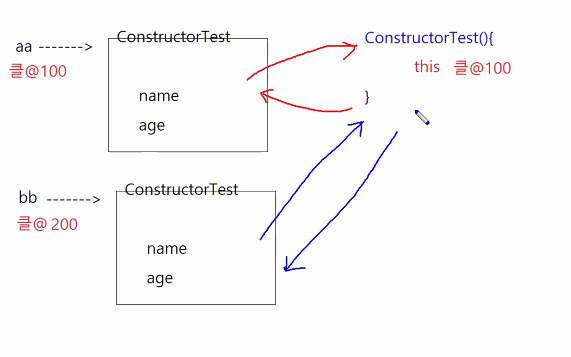 ConstructorTest
aa ------->
클@100
name
age
ConstructorTest(){
this 클@100
}
ConstructorTest
bb ------->
클@ 200
name
age